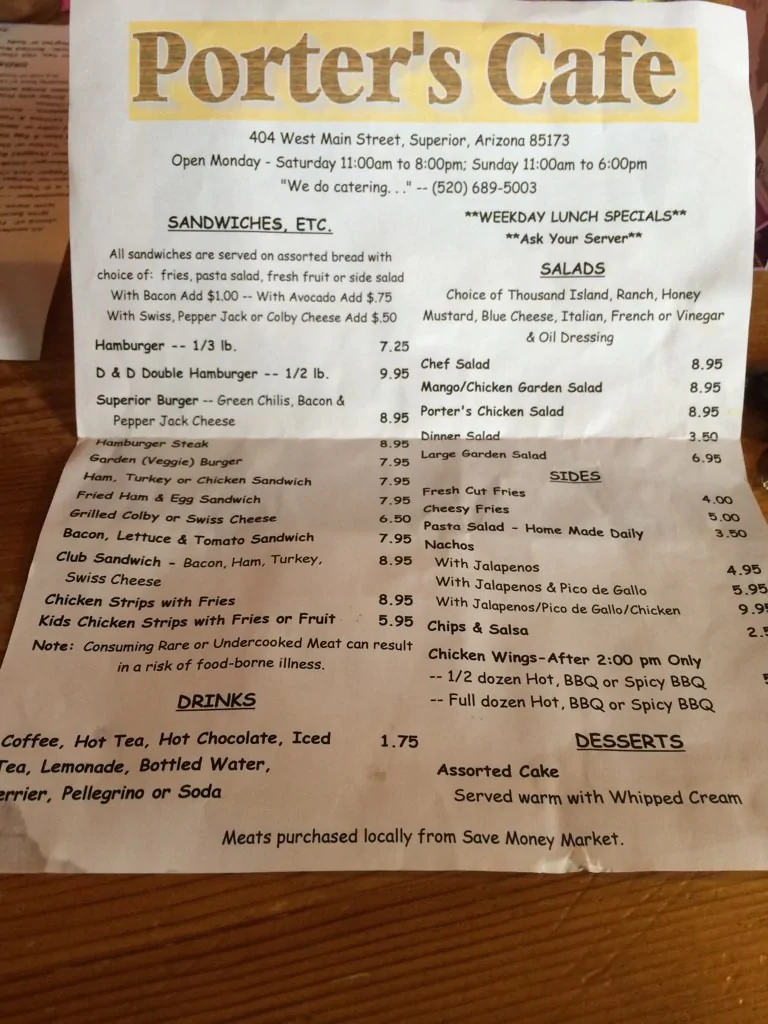 Porter's Cafe
404 West Main Street, Superior, Arizona 85173
Open Monday - Saturday 11:00am to 8:00pm; Sunday 11:00am to 6:00pm
"We do catering. . ." -- (520) 689-5003
SANDWICHES, ETC.
All sandwiches are served on assorted bread with
choice of: fries, pasta salad, fresh fruit or side salad
With Bacon Add $1.00 -- With Avocado Add $.75
With Swiss, Pepper Jack or Colby Cheese Add $.50
Hamburger -- 1/3 lb. 7.25
D & D Double Hamburger -- 1/2 lb. 9.95
Superior Burger -- Green Chilis, Bacon &
Pepper Jack Cheese 8.95
Hamburger Steak 8.95
Garden (Veggie) Burger 7.95
Ham, Turkey or Chicken Sandwich 7.95
Fried Ham & Egg Sandwich 7.95
Grilled Colby or Swiss Cheese 6.50
Bacon, Lettuce & Tomato Sandwich 7.95
Club Sandwich - Bacon, Ham, Turkey, 8.95
Swiss Cheese
Chicken Strips with Fries 8.95
Kids Chicken Strips with Fries or Fruit 5.95
Note: Consuming Rare or Undercooked Meat can result
in a risk of food-borne illness.
DRINKS
Coffee, Hot Tea, Hot Chocolate, Iced 1.75
Tea, Lemonade, Bottled Water,
errier, Pellegrino or Soda
**WEEKDAY LUNCH SPECIALS**
**Ask Your Server**
SALADS
Choice of Thousand Island, Ranch, Honey
Mustard, Blue Cheese, Italian, French or Vinegar
& Oil Dressing
Chef Salad 8.95
Mango/Chicken Garden Salad 8.95
Porter's Chicken Salad 8.95
Dinner Salad 3.50
Large Garden Salad 6.95
SIDES
Fresh Cut Fries 4.00
Cheesy Fries 5.00
Pasta Salad - Home Made Daily 3.50
Nachos
With Jalapenos 4.95
With Jalapenos & Pico de Gallo 5.95
With Jalapenos/Pico de Gallo/Chicken 9.95
Chips & Salsa 2.5
Chicken Wings-After 2:00 pm Only
-- 1/2 dozen Hot, BBQ or Spicy BBQ
-- Full dozen Hot, BBQ or Spicy BBQ
DESSERTS
Assorted Cake
Served warm with Whipped Cream
Meats purchased locally from Save Money Market.